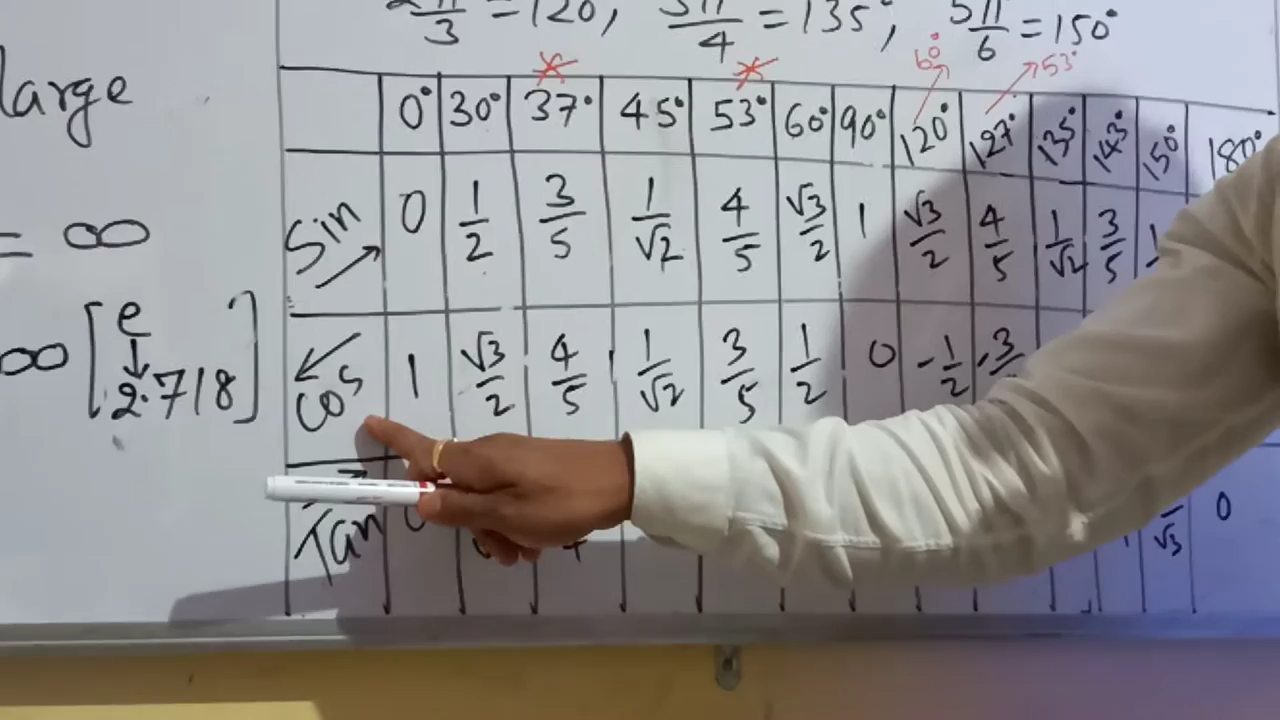 2π/3 = 120, 3π/4 = 135°, 5π/6 = 150°
large
60° 53°
0° 30° 37° 45° 53° 60° 90° 120° 127° 135° 143° 150° 180°
Sin 0 1/2 3/5 1/√2 4/5 √3/2 1 √3/2 4/5 1/√2 3/5
= ∞
∞ [e ↓ 2.718]
Cos 1 √3/2 4/5 1/√2 3/5 1/2 0 -1/2
Tan 0 √3 0